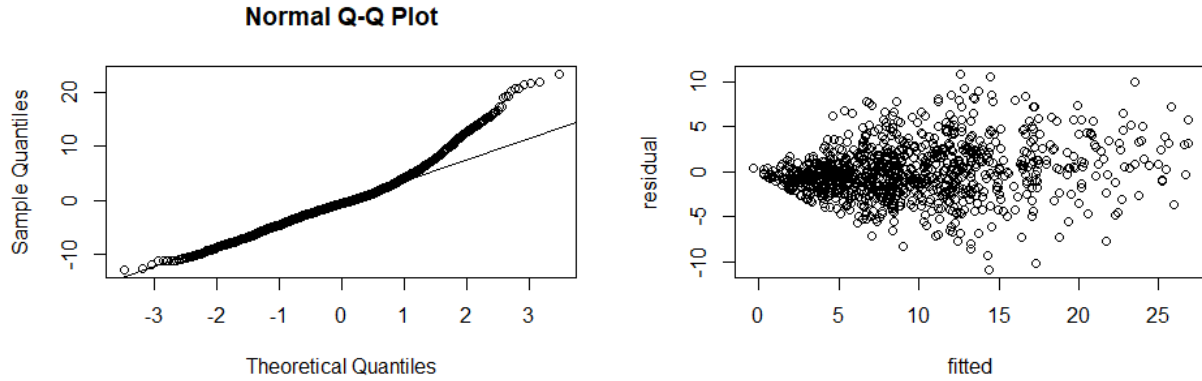 Normal Q-Q Plot
Sample Quantiles
20
10
0
-10
-3 -2 -1 0 1 2 3
Theoretical Quantiles
residual
10
5
0
-5
-10
0 5 10 15 20 25
fitted